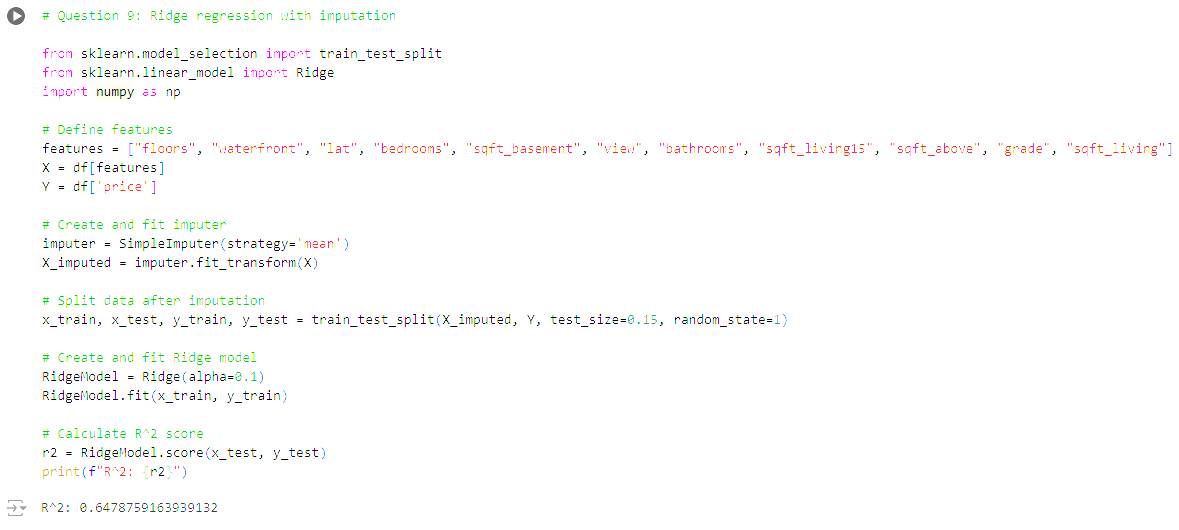 # Question 9: Ridge regression with imputation
from sklearn.model_selection import train_test_split
from sklearn.linear_model import Ridge
import numpy as np
# Define features
features = ["floors", "waterfront", "lat", "bedrooms", "sqft_basement", "view", "bathrooms", "sqft_living15", "sqft_above", "grade", "sqft_living"]
X = df[features]
Y = df['price']
# Create and fit imputer
imputer = SimpleImputer(strategy='mean')
X_imputed = imputer.fit_transform(X)
# Split data after imputation
x_train, x_test, y_train, y_test = train_test_split(X_imputed, Y, test_size=0.15, random_state=1)
# Create and fit Ridge model
RidgeModel = Ridge(alpha=0.1)
RidgeModel.fit(x_train, y_train)
# Calculate R^2 score
r2 = RidgeModel.score(x_test, y_test)
print(f"R^2: {r2}")
R^2: 0.6478759163939132